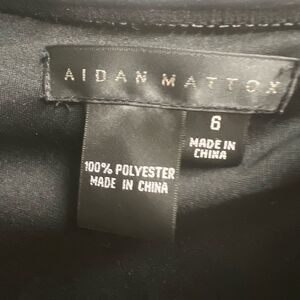 AIDAN MATTOX
6
MADE IN
CHINA
100% POLYESTER
MADE IN CHINA